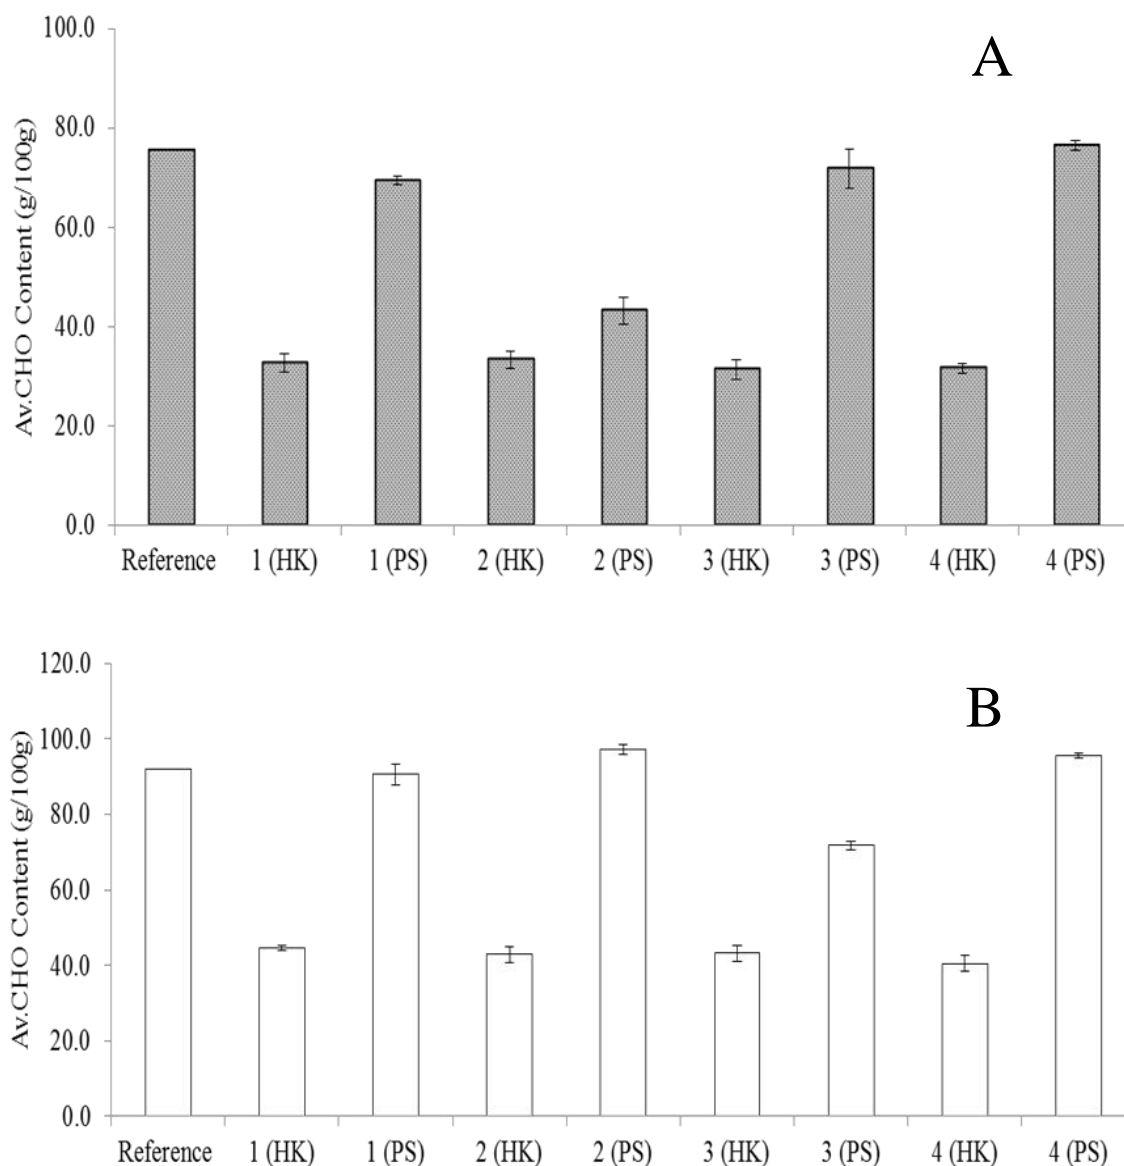 A
Av.CHO Content (g/100g)
100.0
80.0
60.0
40.0
20.0
0.0
Reference 1 (HK) 1 (PS) 2 (HK) 2 (PS) 3 (HK) 3 (PS) 4 (HK) 4 (PS)
B
Av.CHO Content (g/100g)
120.0
100.0
80.0
60.0
40.0
20.0
0.0
Reference 1 (HK) 1 (PS) 2 (HK) 2 (PS) 3 (HK) 3 (PS) 4 (HK) 4 (PS)